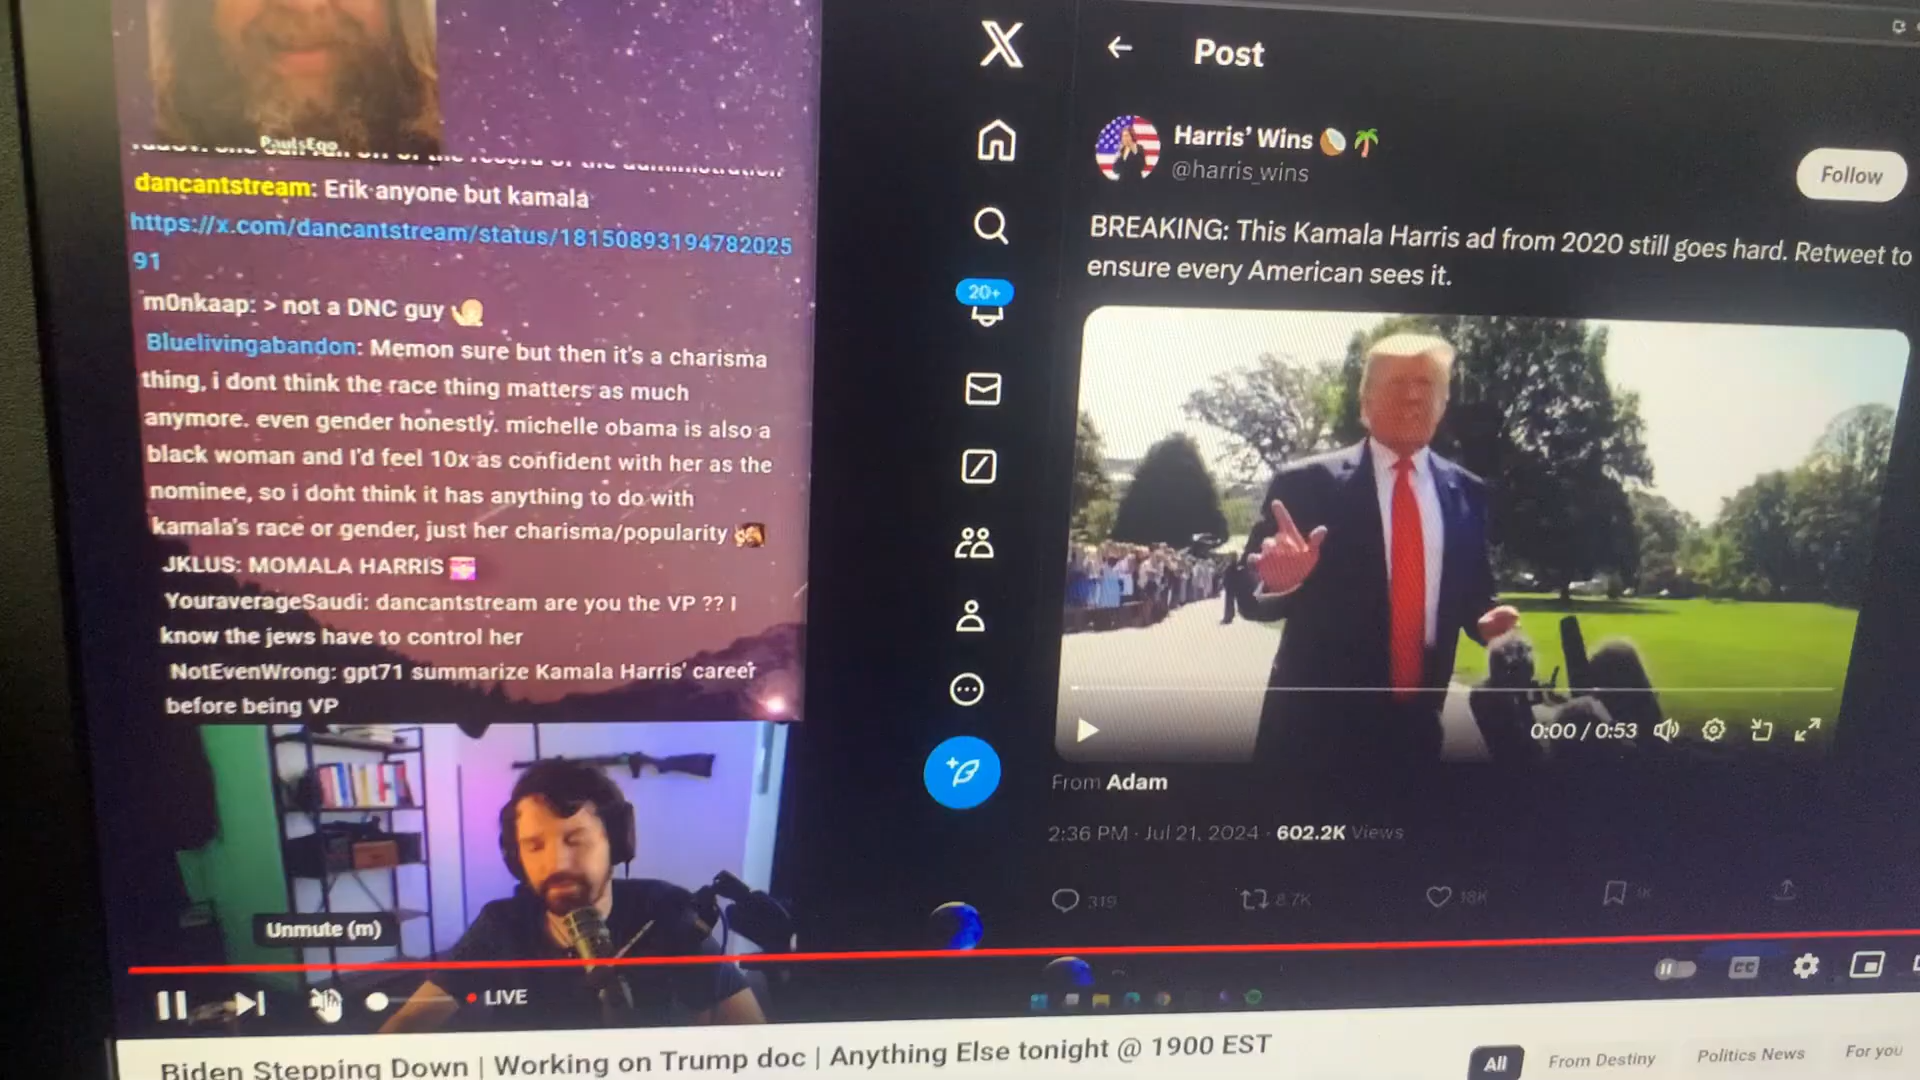 PaulsEgo
dancantstream: Erik anyone but kamala
https://x.com/dancantstream/status/18150893194782025
91
m0nkaap: > not a DNC guy
Bluelivingabandon: Memon sure but then it's a charisma
thing, i dont think the race thing matters as much
anymore. even gender honestly. michelle obama is also a
black woman and I'd feel 10x as confident with her as the
nominee, so i dont think it has anything to do with
kamala's race or gender, just her charisma/popularity
JKLUS: MOMALA HARRIS
YouraverageSaudi: dancantstream are you the VP ?? I
know the jews have to control her
NotEvenWrong: gpt71 summarize Kamala Harris' career
before being VP
Unmute (m)
LIVE
Biden Stepping Down | Working on Trump doc | Anything Else tonight @ 1900 EST
X
20+
Post
Harris' Wins
@harris_wins
Follow
BREAKING: This Kamala Harris ad from 2020 still goes hard. Retweet to
ensure every American sees it.
0:00 / 0:53
From Adam
2:36 PM · Jul 21, 2024 · 602.2K Views
319
8.7K
18K
1K
CC
All
From Destiny
Politics News
For you